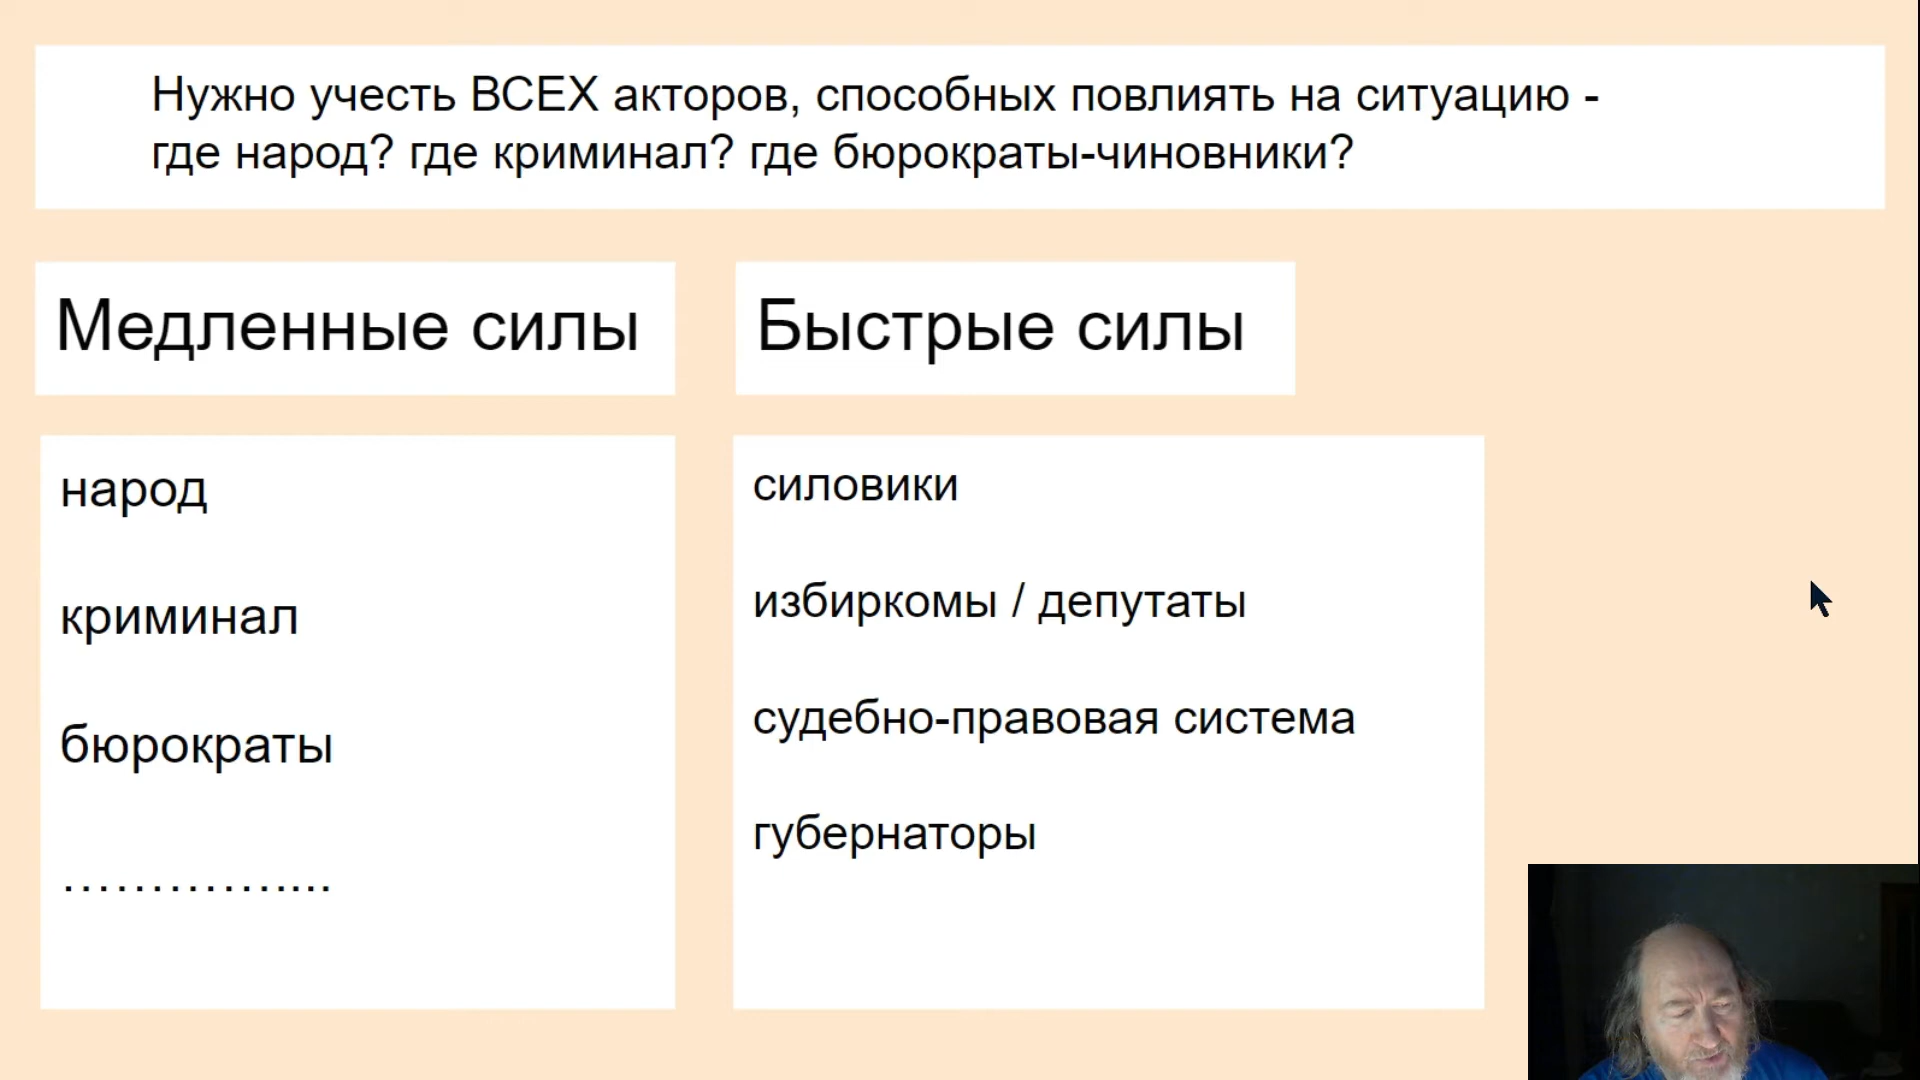 Нужно учесть ВСЕХ акторов, способных повлиять на ситуацию -
где народ? где криминал? где бюрократы-чиновники?
Медленные силы
Быстрые силы
народ
криминал
бюрократы
………….....
силовики
избиркомы / депутаты
судебно-правовая система
губернаторы